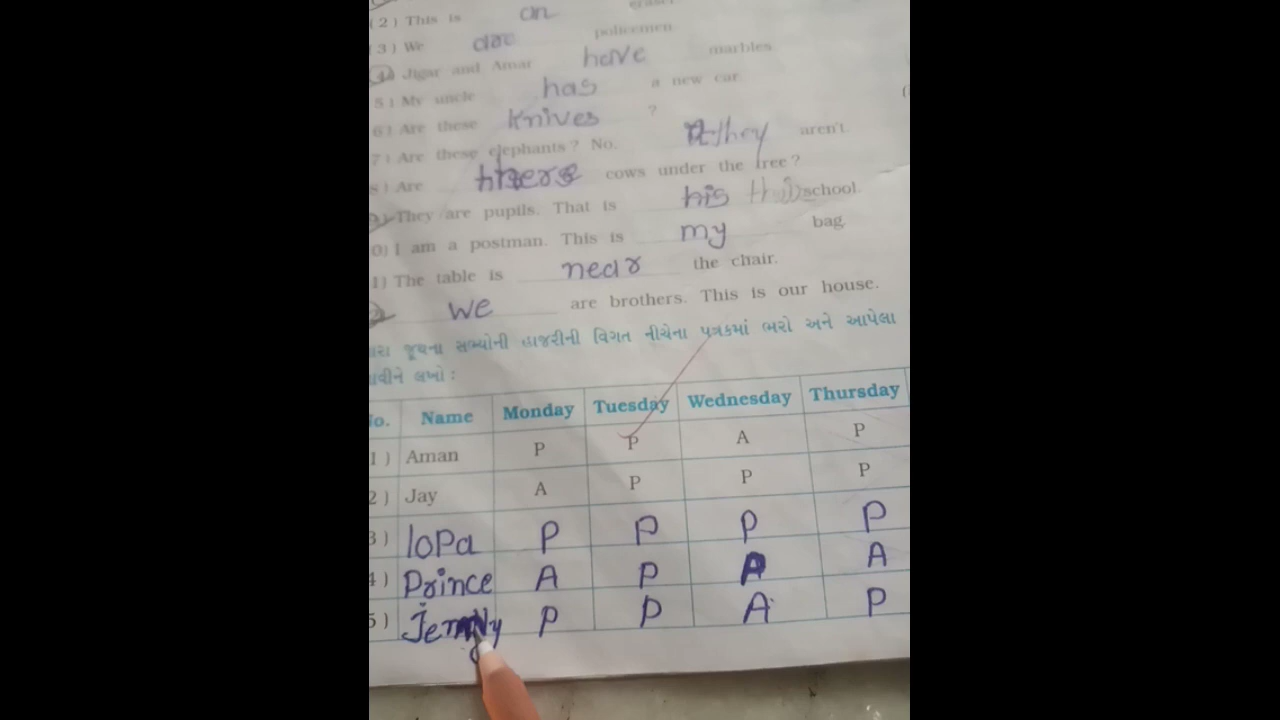 (2) This is an eraser
(3) We are policemen
Jigar and Amar have marbles
5) My uncle has a new car
6) Are these knives ?
7) Are these elephants? No. they aren't.
8) Are cows under the tree?
They are pupils. That is his school.
0) I am a postman. This is my bag.
1) The table is near the chair.
We are brothers. This is our house.
જૂથના સભ્યોની હાજરીની વિગત નીચેના પત્રકમાં ભરો અને આપેલા
લખો :
No. Name Monday Tuesday Wednesday Thursday
1) Aman P P A P
2) Jay A P P P
3) lopa P P P P
4) Prince A P A A
5) P P A P